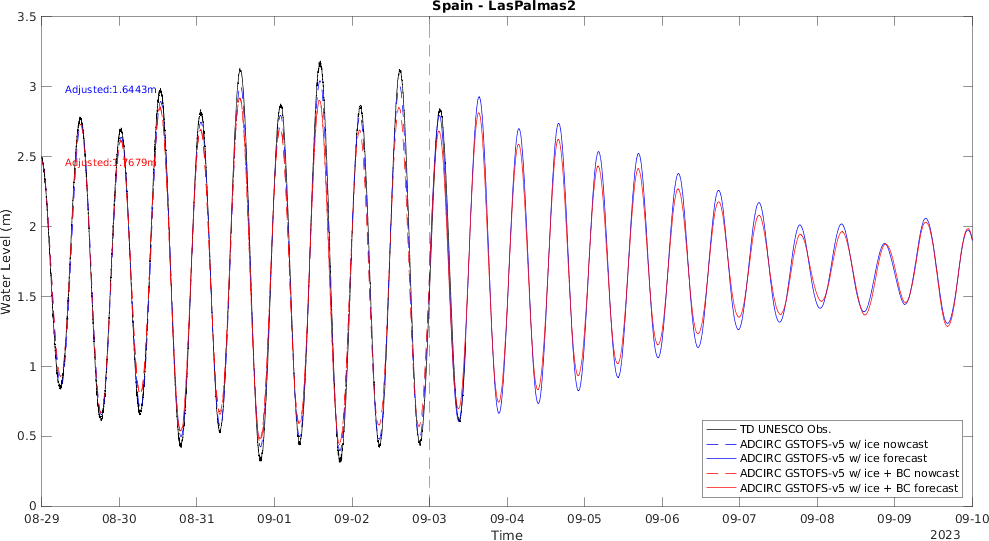 Spain - LasPalmas2
3.5
3
2.5
2
1.5
1
0.5
0
Water Level (m)
Adjusted:1.6443m
Adjusted:1.7679m
TD UNESCO Obs.
ADCIRC GSTOFS-v5 w/ ice nowcast
ADCIRC GSTOFS-v5 w/ ice forecast
ADCIRC GSTOFS-v5 w/ ice + BC nowcast
ADCIRC GSTOFS-v5 w/ ice + BC forecast
08-29 08-30 08-31 09-01 09-02 09-03 09-04 09-05 09-06 09-07 09-08 09-09 09-10
Time
2023